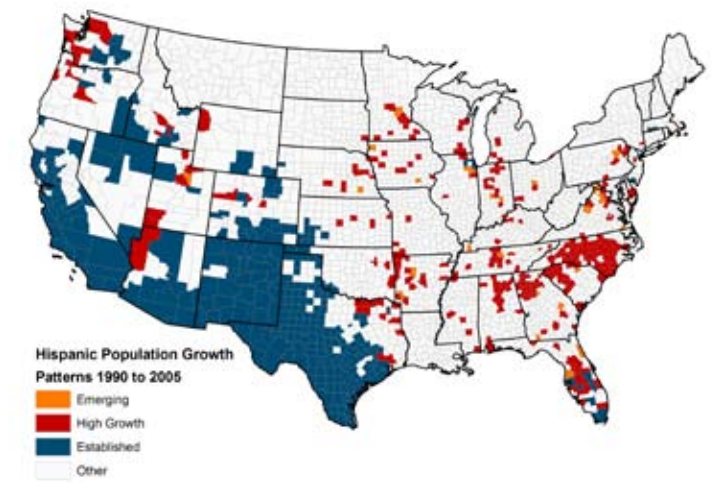 Hispanic Population Growth
Patterns 1990 to 2005
Emerging
High Growth
Established
Other